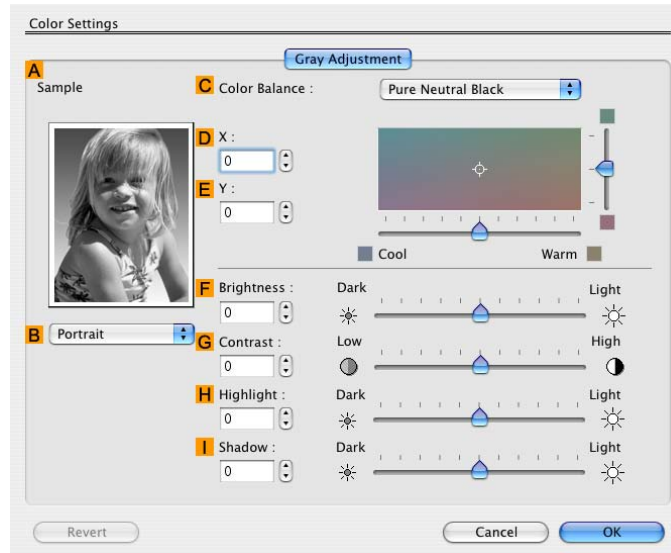 Color Settings
Gray Adjustment
A
Sample
C Color Balance : Pure Neutral Black
D X :
0
E Y :
0
Cool Warm
F Brightness : Dark Light
0
B Portrait
G Contrast : Low High
0
H Highlight : Dark Light
0
I Shadow : Dark Light
0
Revert Cancel OK